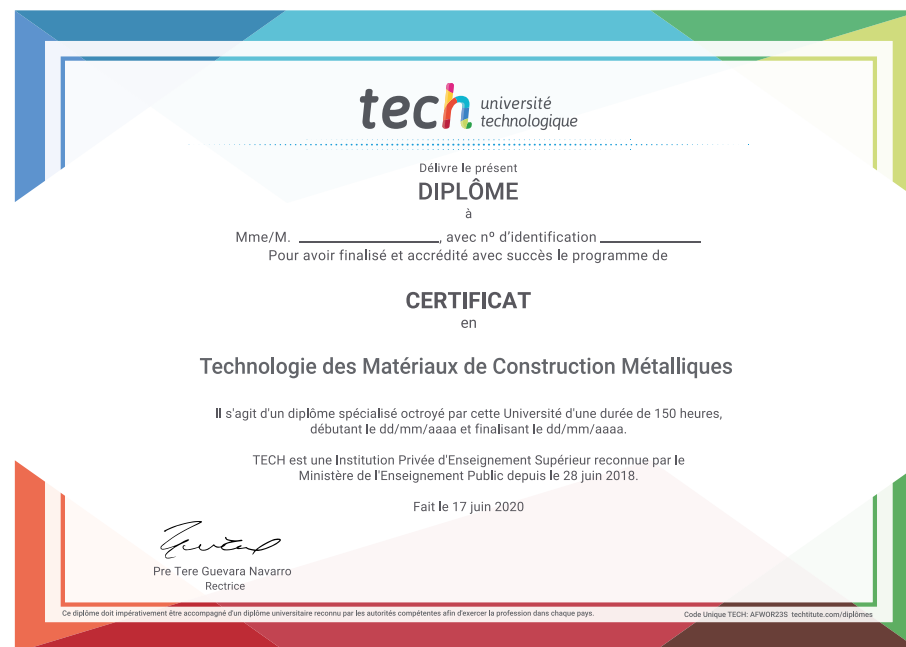 tech université
technologique
Délivre le présent
DIPLÔME
à
Mme/M. ____________, avec nº d'identification ____________
Pour avoir finalisé et accrédité avec succès le programme de
CERTIFICAT
en
Technologie des Matériaux de Construction Métalliques
Il s'agit d'un diplôme spécialisé octroyé par cette Université d'une durée de 150 heures,
débutant le dd/mm/aaaa et finalisant le dd/mm/aaaa.
TECH est une Institution Privée d'Enseignement Supérieur reconnue par le
Ministère de l'Enseignement Public depuis le 28 juin 2018.
Fait le 17 juin 2020
Pre Tere Guevara Navarro
Rectrice
Ce diplôme doit impérativement être accompagné d'un diplôme universitaire reconnu par les autorités compétentes afin d'exercer la profession dans chaque pays.
Code Unique TECH: AFWOR23S techtitute.com/diplômes